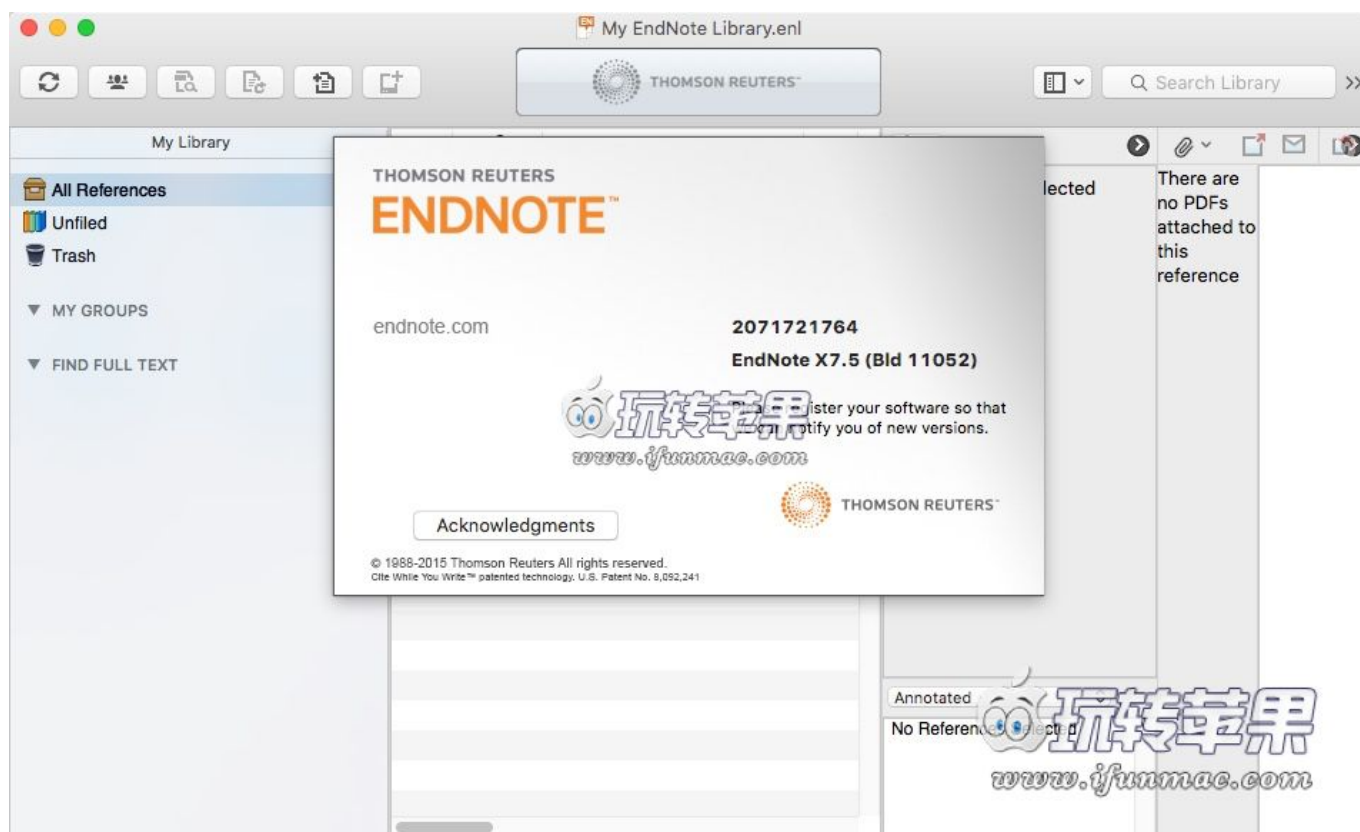 My EndNote Library.enl
THOMSON REUTERS
Search Library
My Library
All References
Unfiled
Trash
MY GROUPS
FIND FULL TEXT
THOMSON REUTERS
ENDNOTE™
endnote.com
2071721764
EndNote X7.5 (Bld 11052)
ister your software so that
tify you of new versions.
玩转苹果
www.ifunmac.com
THOMSON REUTERS
Acknowledgments
© 1988-2015 Thomson Reuters All rights reserved.
Cite While You Write™ patented technology. U.S. Patent No. 8,092,241
lected
There are
no PDFs
attached to
this
reference
Annotated
No Referen
玩转苹果
www.ifunmac.com